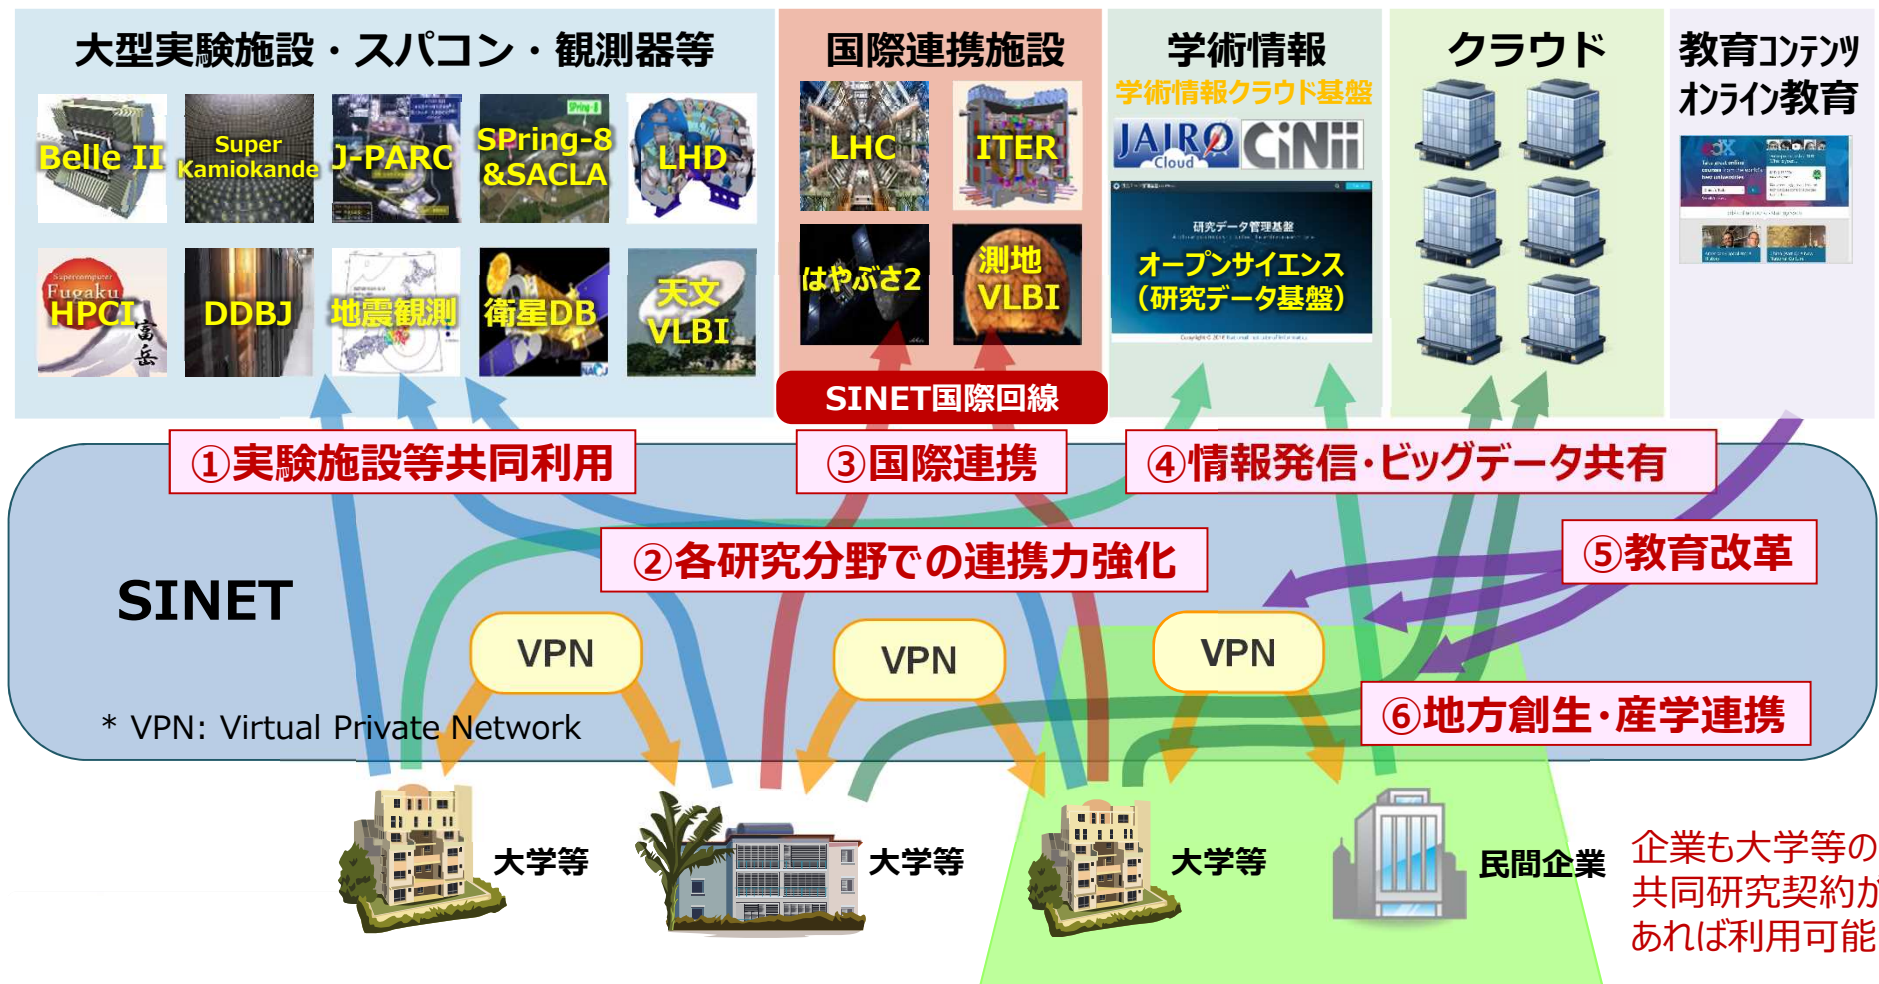 大型実験施設・スパコン・観測器等
Belle II
Super
Kamiokande
J-PARC
SPring-8
SPring-8
&SACLA
LHD
Supercomputer
Fugaku
HPCI
富岳
DDBJ
地震観測
衛星DB
NAOJ
天文
VLBI
国際連携施設
LHC
ITER
はやぶさ2
測地
VLBI
SINET国際回線
学術情報
学術情報クラウド基盤
JAIRO
Cloud
CiNii
研究データ管理基盤
オープンサイエンス
（研究データ基盤）
クラウド
教育コンテンツ
オンライン教育
edX
①実験施設等共同利用
③国際連携
④情報発信・ビッグデータ共有
②各研究分野での連携力強化
⑤教育改革
SINET
VPN
VPN
VPN
⑥地方創生・産学連携
* VPN: Virtual Private Network
大学等
大学等
大学等
民間企業
企業も大学等の
共同研究契約が
あれば利用可能